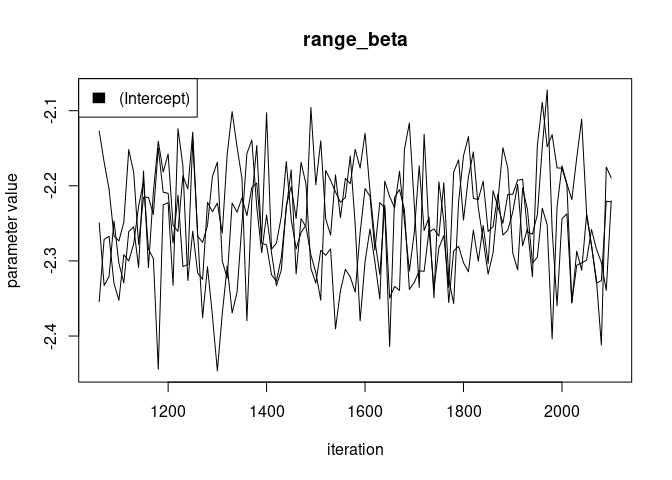 range_beta
(Intercept)
parameter value
-2.1
-2.2
-2.3
-2.4
1200 1400 1600 1800 2000
iteration